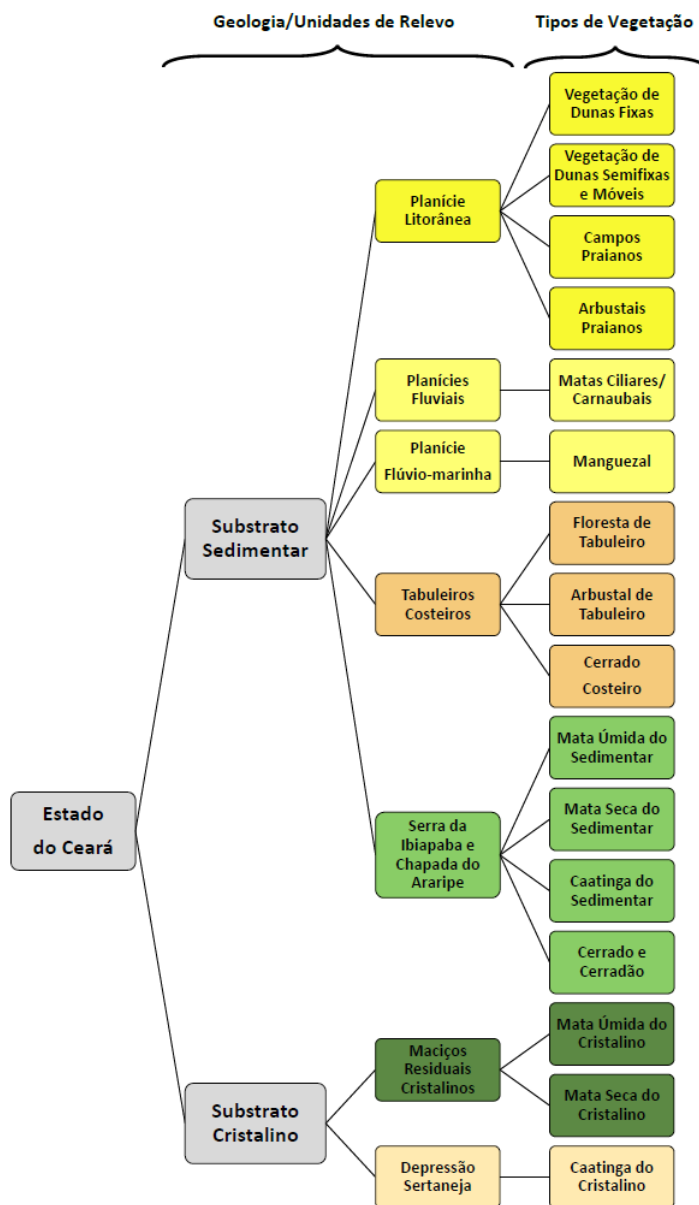 Geologia/Unidades de Relevo
Tipos de Vegetação
Vegetação de
Dunas Fixas
Vegetação de
Dunas Semifixas
e Móveis
Planície
Litorânea
Campos
Praianos
Arbustais
Praianos
Planícies
Fluviais
Matas Ciliares/
Carnaubais
Planície
Flúvio-marinha
Manguezal
Substrato
Sedimentar
Floresta de
Tabuleiro
Tabuleiros
Costeiros
Arbustal de
Tabuleiro
Cerrado
Costeiro
Mata Úmida do
Sedimentar
Estado
do Ceará
Serra da
Ibiapaba e
Chapada do
Araripe
Mata Seca do
Sedimentar
Caatinga do
Sedimentar
Cerrado e
Cerradão
Mata Úmida do
Cristalino
Maciços
Residuais
Cristalinos
Mata Seca do
Cristalino
Substrato
Cristalino
Depressão
Sertaneja
Caatinga do
Cristalino